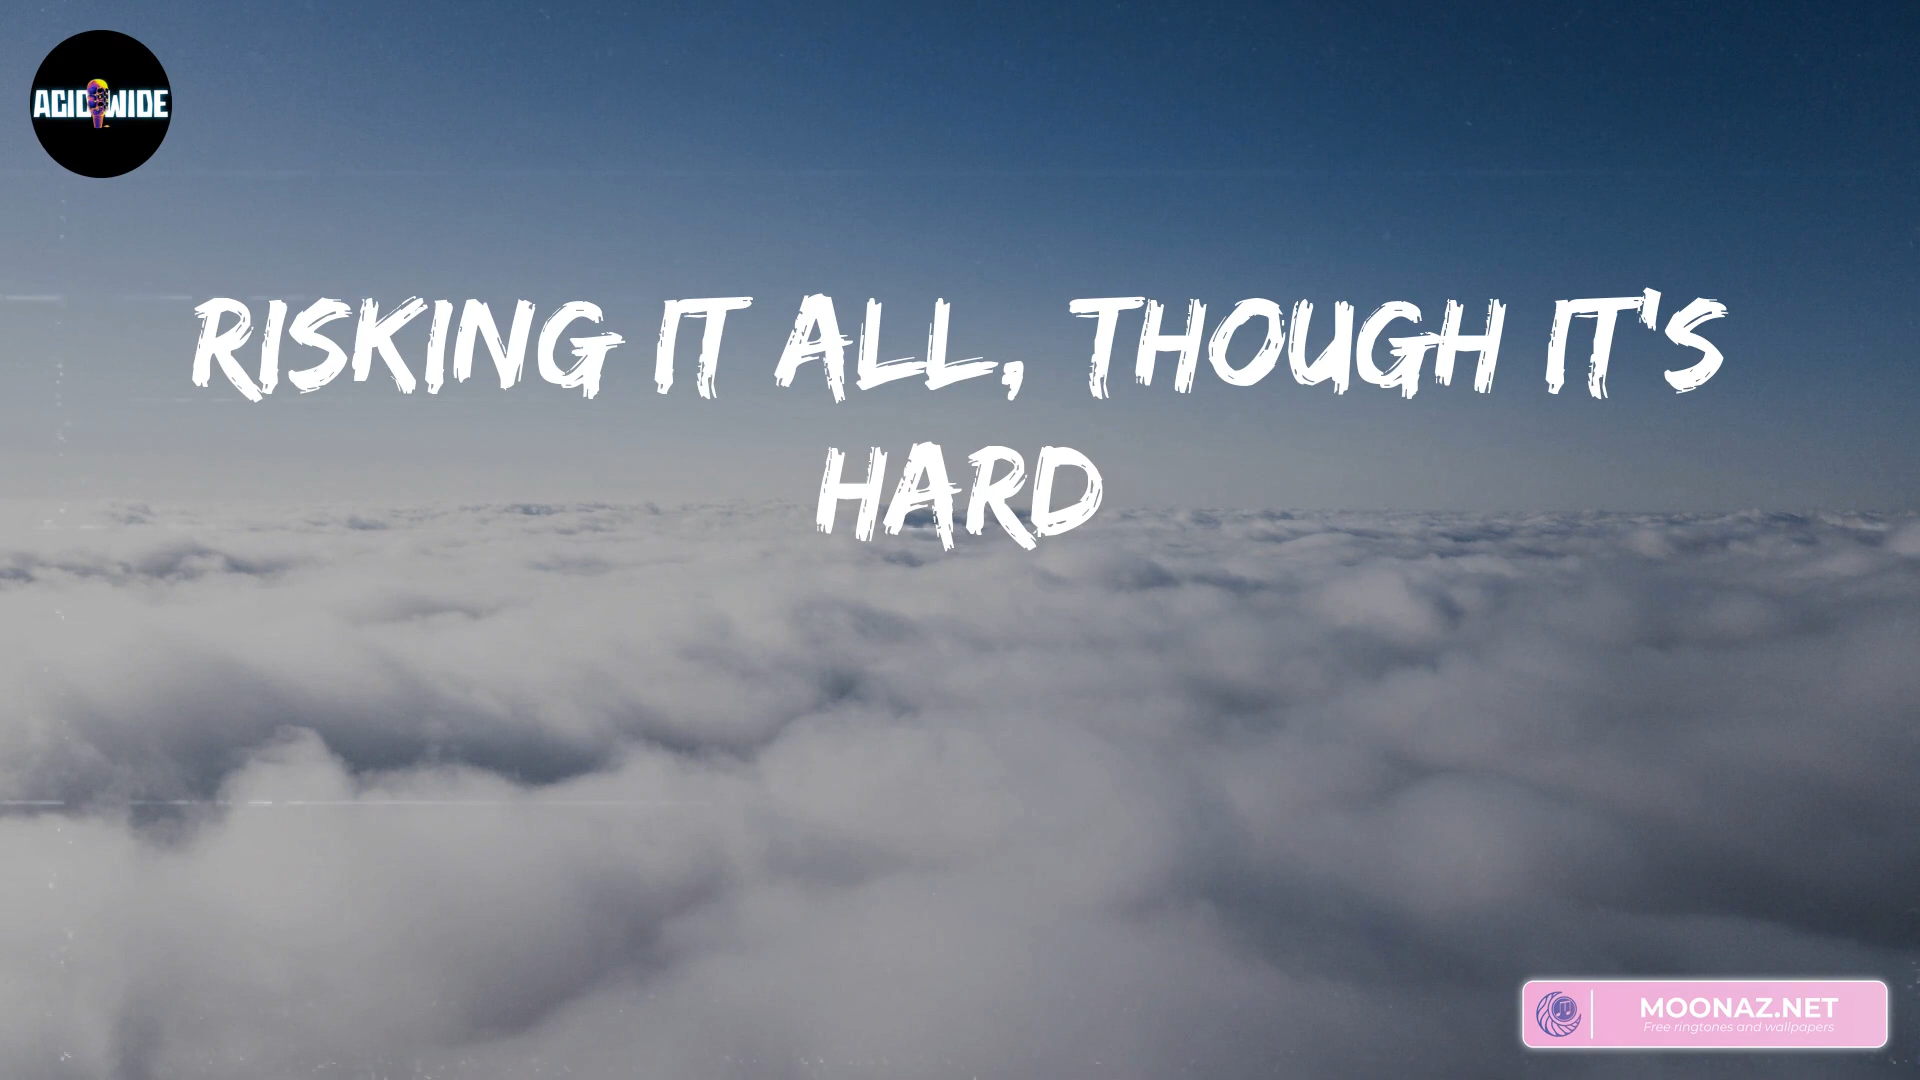 ACID WIDE
RISKING IT ALL, THOUGH IT'S
HARD
MOONAZ.NET
Free ringtones and wallpapers